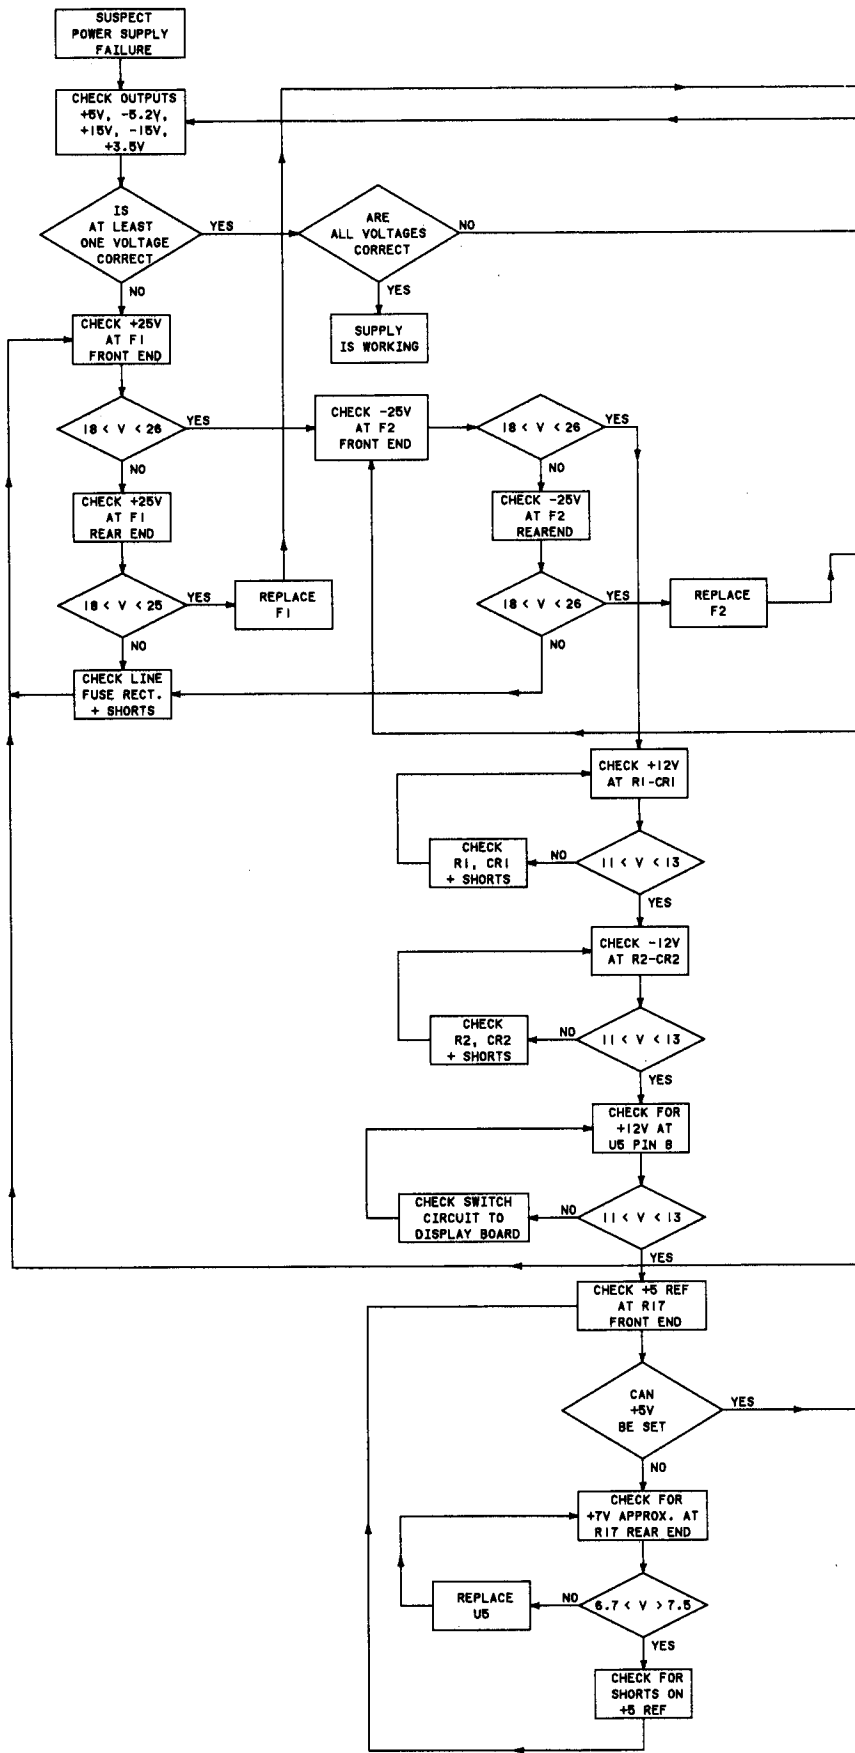 SUSPECT
POWER SUPPLY
FAILURE
CHECK OUTPUTS
+5V, -5.2V,
+15V, -15V,
+3.5V
IS
AT LEAST
ONE VOLTAGE
CORRECT
YES
NO
ARE
ALL VOLTAGES
CORRECT
NO
YES
SUPPLY
IS WORKING
CHECK +25V
AT F1
FRONT END
18 < V < 26
YES
NO
CHECK -25V
AT F2
FRONT END
18 < V < 26
YES
NO
CHECK +25V
AT F1
REAR END
CHECK -25V
AT F2
REAREND
18 < V < 25
YES
NO
REPLACE
F1
18 < V < 26
YES
NO
REPLACE
F2
CHECK LINE
FUSE RECT.
+ SHORTS
CHECK +12V
AT R1-CR1
11 < V < 13
NO
YES
CHECK
R1, CR1
+ SHORTS
CHECK -12V
AT R2-CR2
11 < V < 13
NO
YES
CHECK
R2, CR2
+ SHORTS
CHECK FOR
+12V AT
U5 PIN 8
11 < V < 13
NO
YES
CHECK SWITCH
CIRCUIT TO
DISPLAY BOARD
CHECK +5 REF
AT R17
FRONT END
CAN
+5V
BE SET
YES
NO
CHECK FOR
+7V APPROX. AT
R17 REAR END
6.7 < V > 7.5
NO
YES
REPLACE
U5
CHECK FOR
SHORTS ON
+5 REF